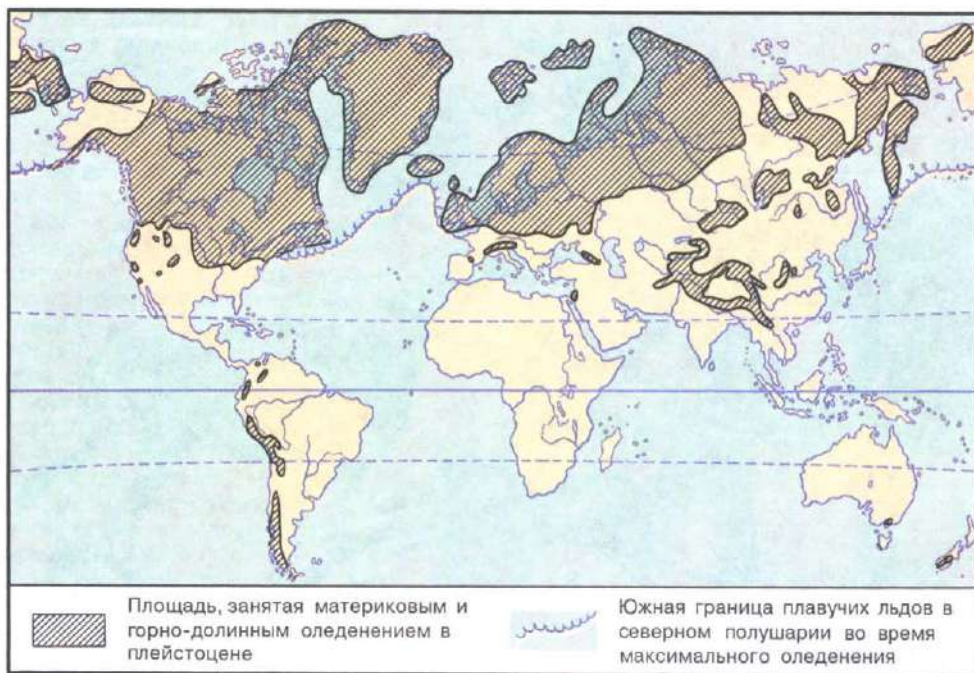 Площадь, занятая материковым и
горно-долинным оледенением в
плейстоцене
Южная граница плавучих льдов в
северном полушарии во время
максимального оледенения